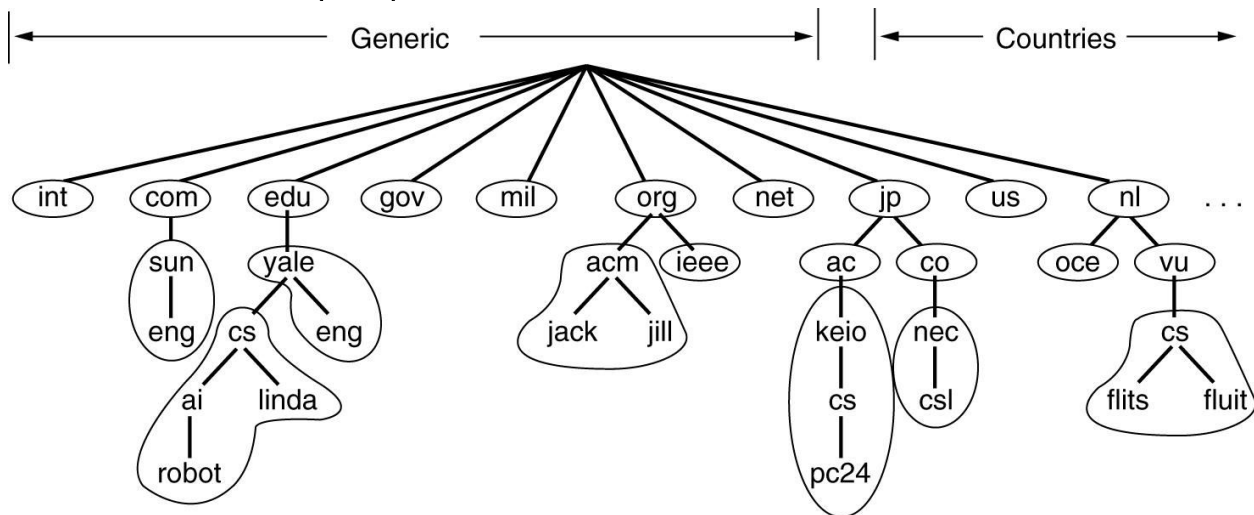 Generic Countries
int com edu gov mil org net jp us nl . . .
sun yale acm ieee ac co oce vu
eng cs eng jack jill keio nec cs
ai linda cs csl flits fluit
robot pc24